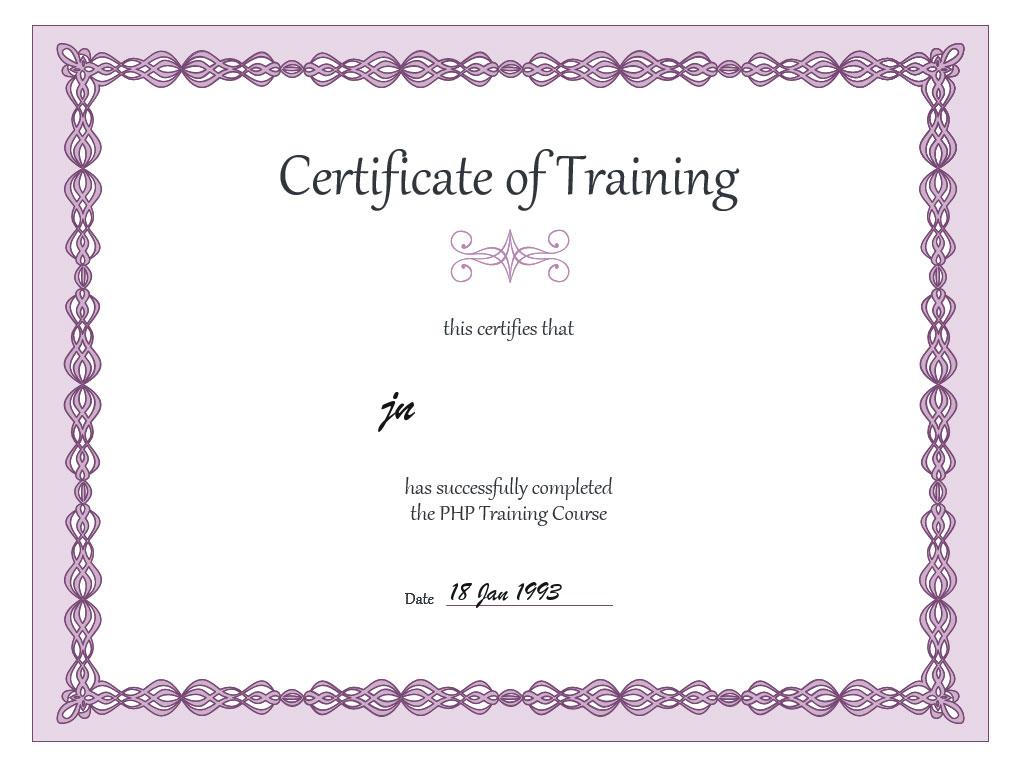 Certificate of Training
this certifies that
jn
has successfully completed
the PHP Training Course
Date 18 Jan 1993